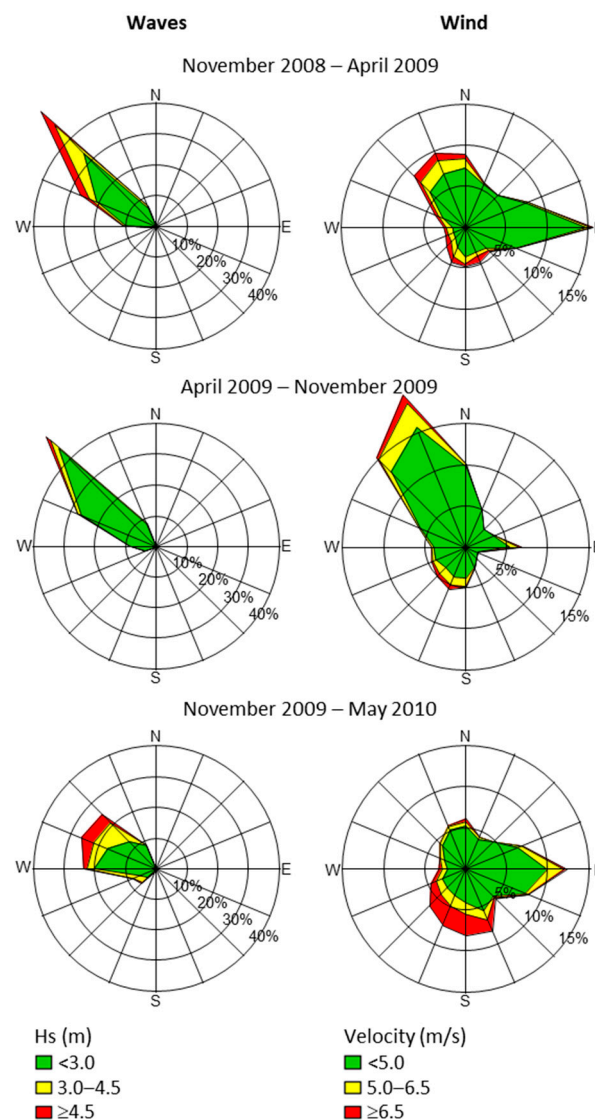 Waves Wind
November 2008 – April 2009
N N
W E W
10% 5%
20% 10%
30% 15%
40%
S S
April 2009 – November 2009
N N
W E W
10% 5%
20% 10%
30% 15%
40%
S S
November 2009 – May 2010
N N
W E W
10% 5%
20% 10%
30% 15%
40%
S S
Hs (m) Velocity (m/s)
<3.0 <5.0
3.0–4.5 5.0–6.5
≥4.5 ≥6.5